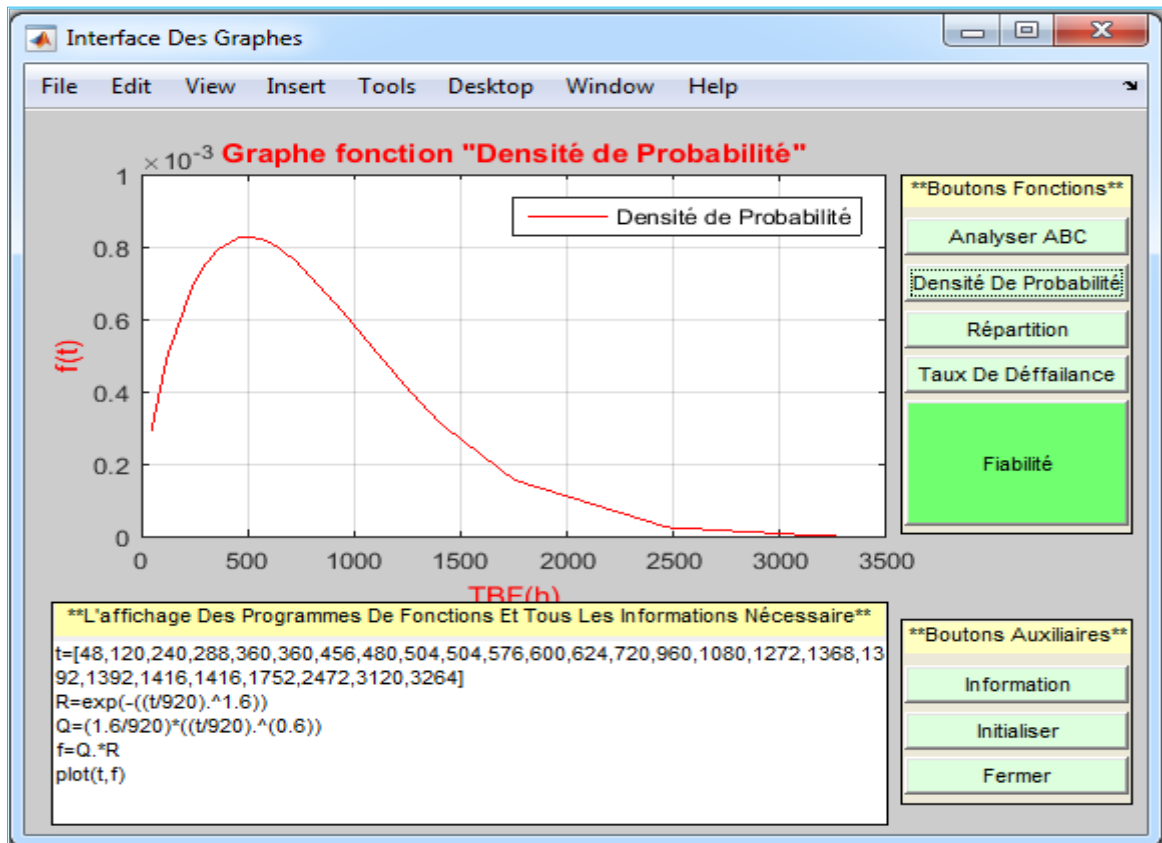 Interface Des Graphes
File Edit View Insert Tools Desktop Window Help
× 10⁻³ Graphe fonction "Densité de Probabilité"
Densité de Probabilité
1
0.8
0.6
0.4
0.2
0
f(t)
0 500 1000 1500 2000 2500 3000 3500
TBF(h)
**Boutons Fonctions**
Analyser ABC
Densité De Probabilité
Répartition
Taux De Déffailance
Fiabilité
**L'affichage Des Programmes De Fonctions Et Tous Les Informations Nécessaire**
t=[48,120,240,288,360,360,456,480,504,504,576,600,624,720,960,1080,1272,1368,13
92,1392,1416,1416,1752,2472,3120,3264]
R=exp(-((t/920).^1.6))
Q=(1.6/920)*((t/920).^(0.6))
f=Q.*R
plot(t,f)
**Boutons Auxiliaires**
Information
Initialiser
Fermer